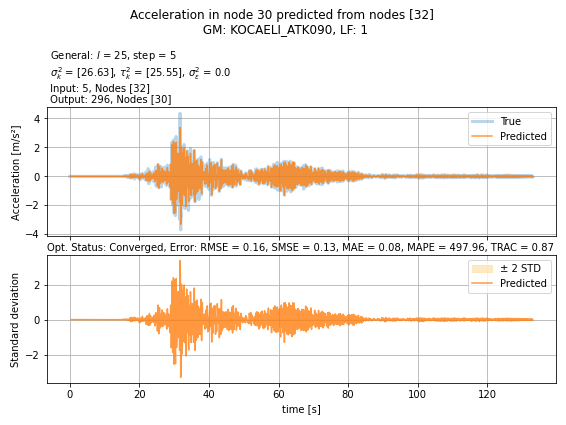 Acceleration in node 30 predicted from nodes [32]
GM: KOCAELI_ATK090, LF: 1
General: l = 25, step = 5
σ²k = [26.63], τ²k = [25.55], σ²ε = 0.0
Input: 5, Nodes [32]
Output: 296, Nodes [30]
Acceleration [m/s²]
4
2
0
−2
−4
True
Predicted
Opt. Status: Converged, Error: RMSE = 0.16, SMSE = 0.13, MAE = 0.08, MAPE = 497.96, TRAC = 0.87
Standard deviation
2
0
−2
± 2 STD
Predicted
0 20 40 60 80 100 120
time [s]